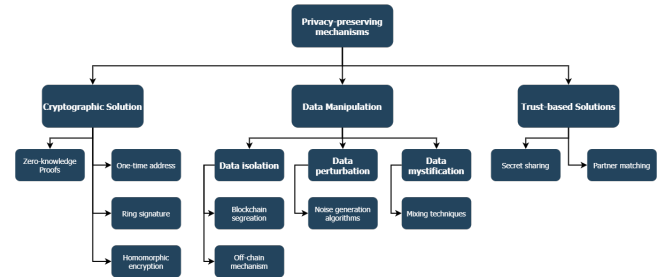 Privacy-preserving
mechanisms
Cryptographic Solution
Data Manipulation
Trust-based Solutions
Zero-knowledge
Proofs
One-time address
Data isolation
Data
perturbation
Data
mystification
Secret sharing
Partner matching
Ring signature
Blockchain
segreation
Noise generation
algorithms
Mixing techniques
Homomorphic
encryption
Off-chain
mechanism